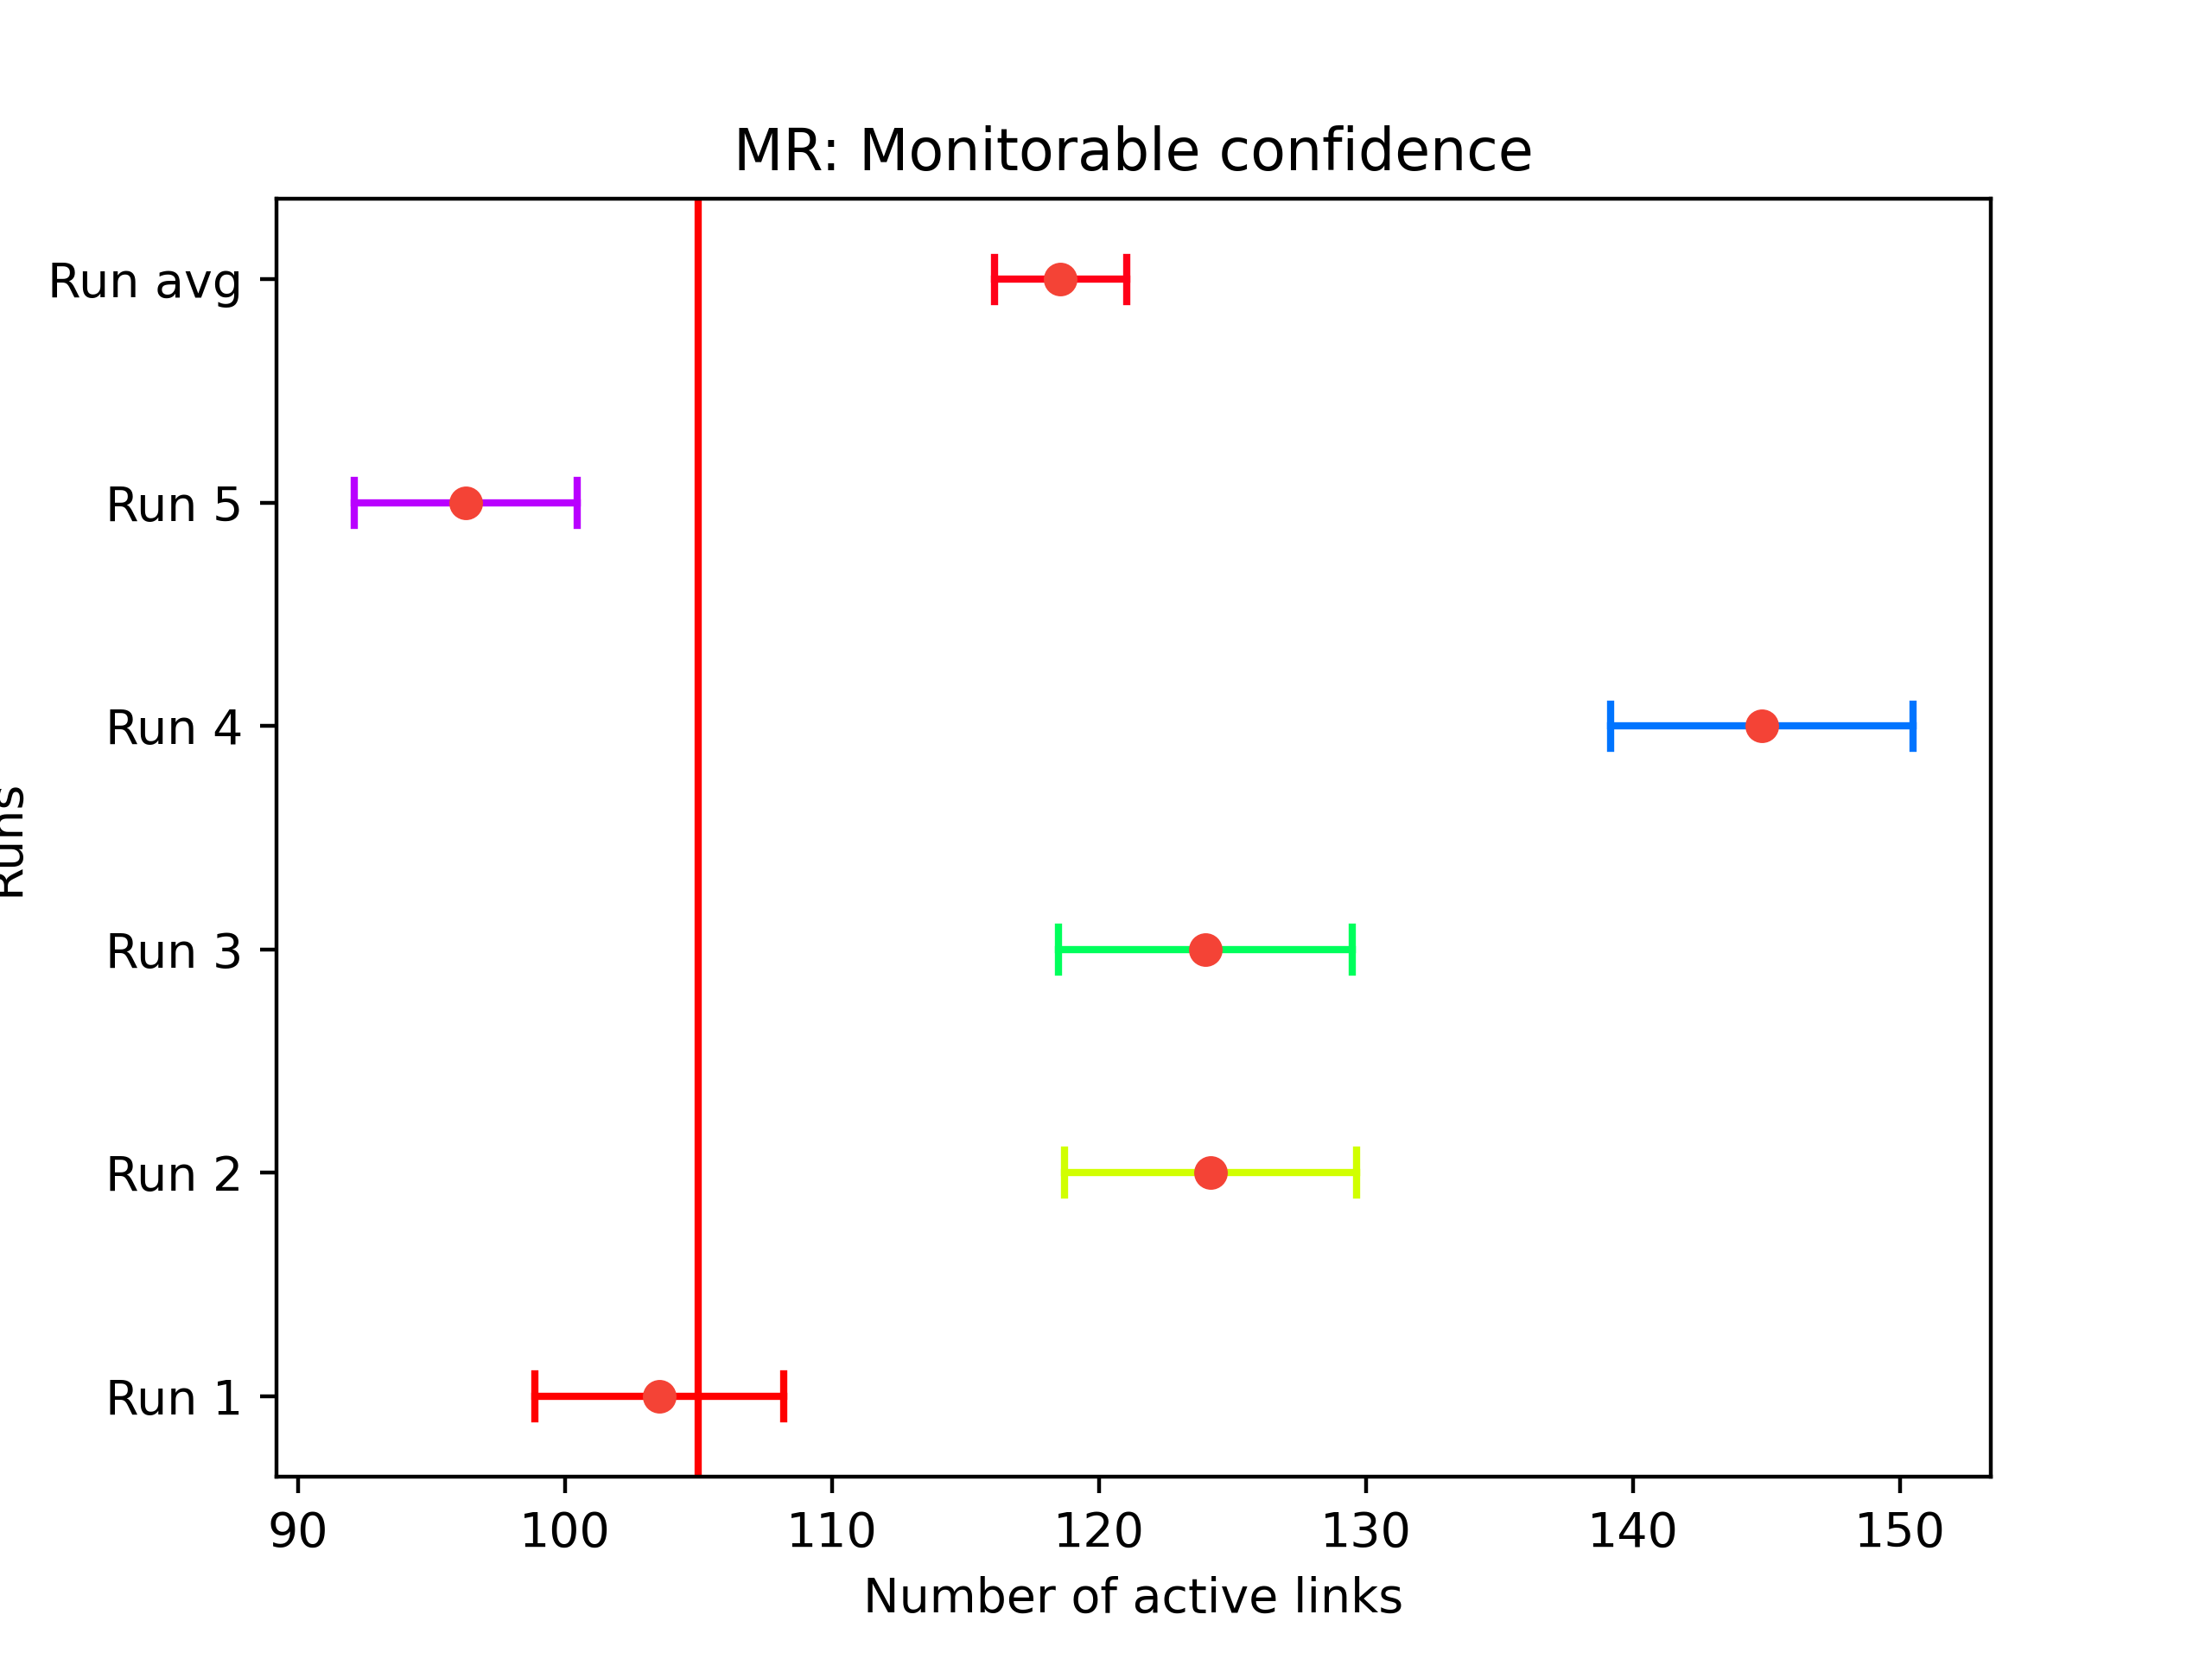 MR: Monitorable confidence
Run avg
Run 5
Run 4
Runs
Run 3
Run 2
Run 1
90 100 110 120 130 140 150
Number of active links